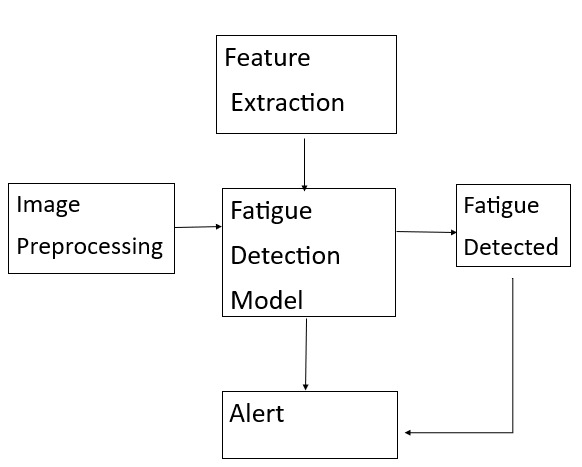 Feature
Extraction
Image
Preprocessing
Fatigue
Detection
Model
Fatigue
Detected
Alert